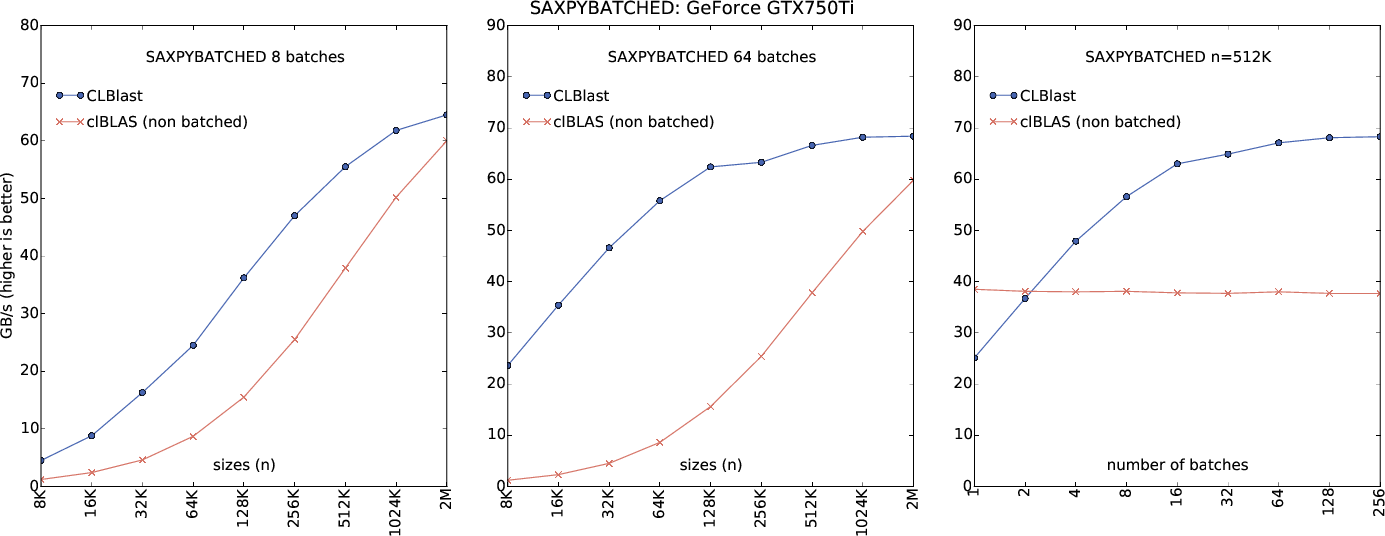 SAXPYBATCHED: GeForce GTX750Ti
GB/s (higher is better)
SAXPYBATCHED 8 batches
CLBlast
clBLAS (non batched)
80
70
60
50
40
30
20
10
0
sizes (n)
8K 16K 32K 64K 128K 256K 512K 1024K 2M
SAXPYBATCHED 64 batches
CLBlast
clBLAS (non batched)
90
80
70
60
50
40
30
20
10
0
sizes (n)
8K 16K 32K 64K 128K 256K 512K 1024K 2M
SAXPYBATCHED n=512K
CLBlast
clBLAS (non batched)
90
80
70
60
50
40
30
20
10
0
number of batches
1 2 4 8 16 32 64 128 256